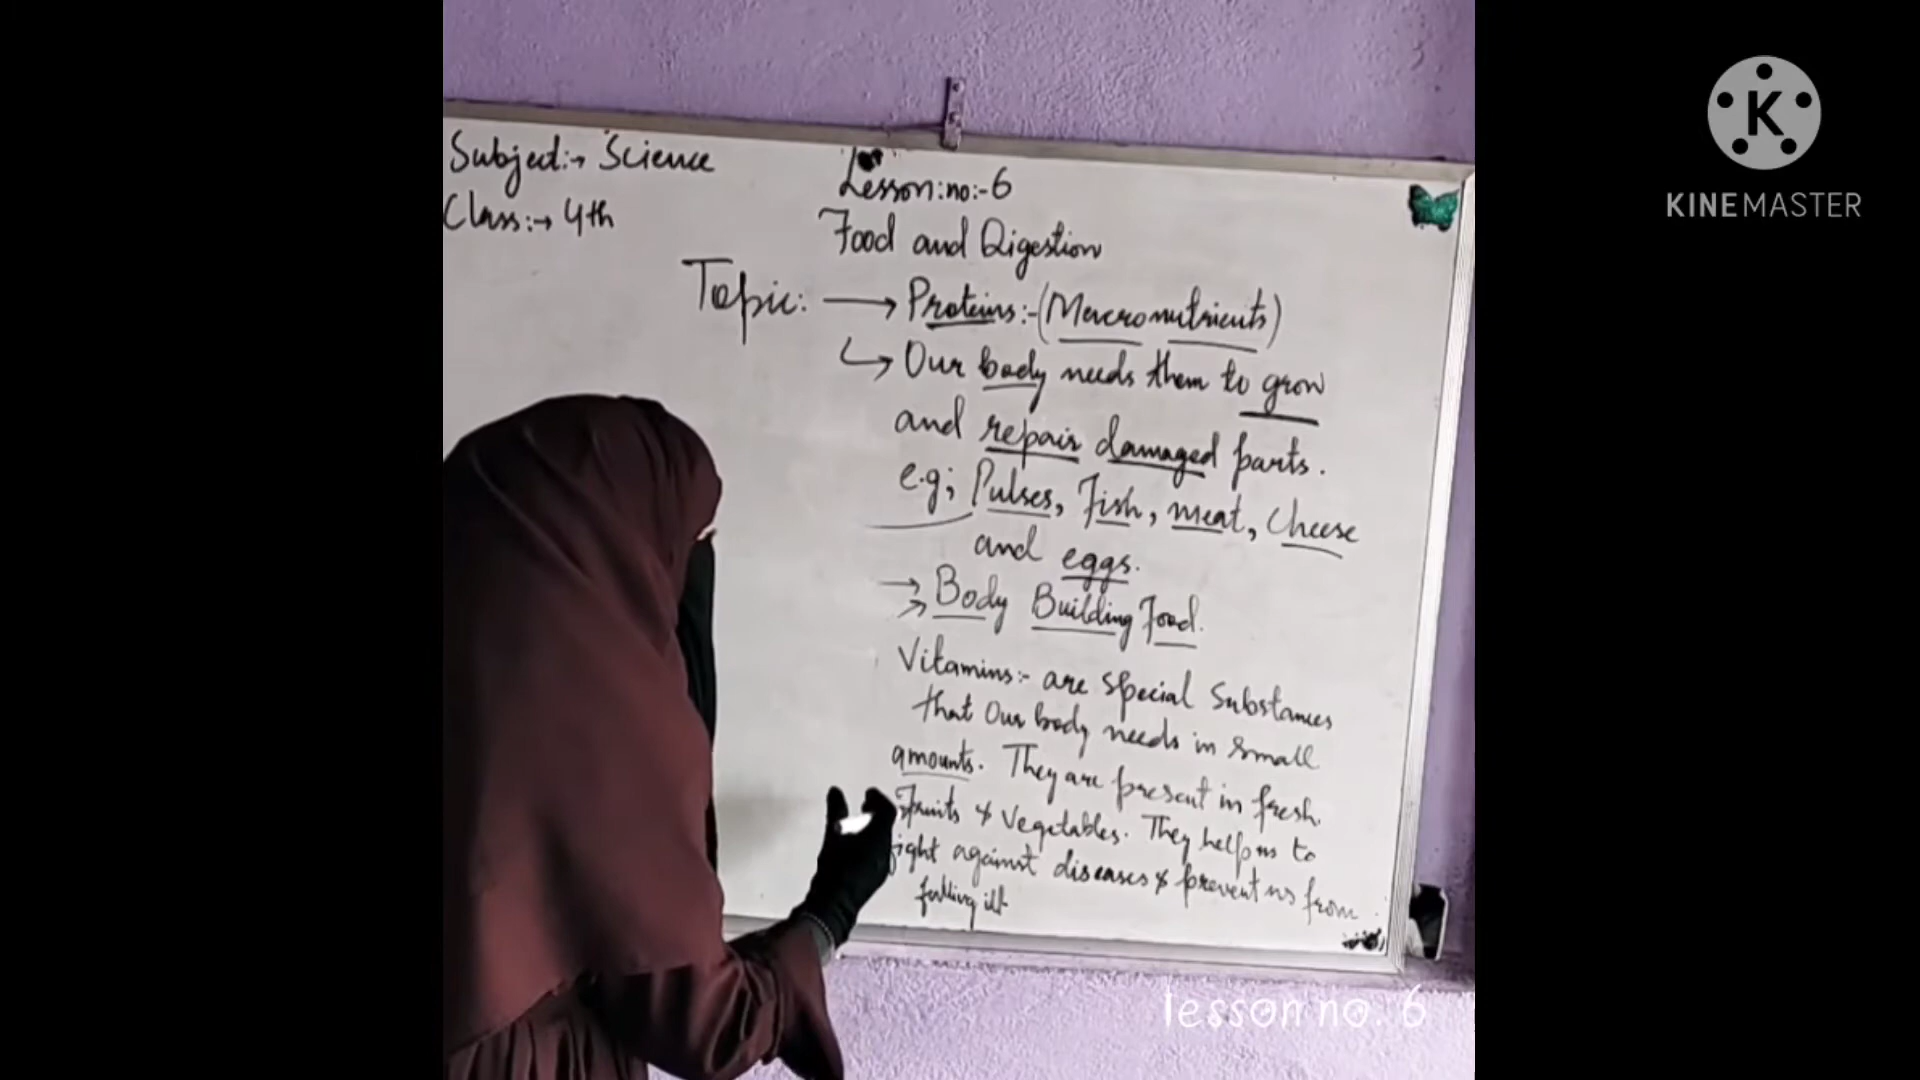 Subject:→ Science
Class:→ 4th
Lesson:no:-6
Food and Digestion
Topic: → Proteins:-(Macronutrients)
↳ Our body needs them to grow
and repair damaged parts.
e.g; Pulses, Fish, meat, Cheese
and eggs.
→ Body Building Food.
Vitamins:- are special Substances
that our body needs in small
amounts. They are present in fresh
Fruits & Vegetables. They help us to
fight against diseases & prevent us from
falling ill
lesson no. 6
KINEMASTER